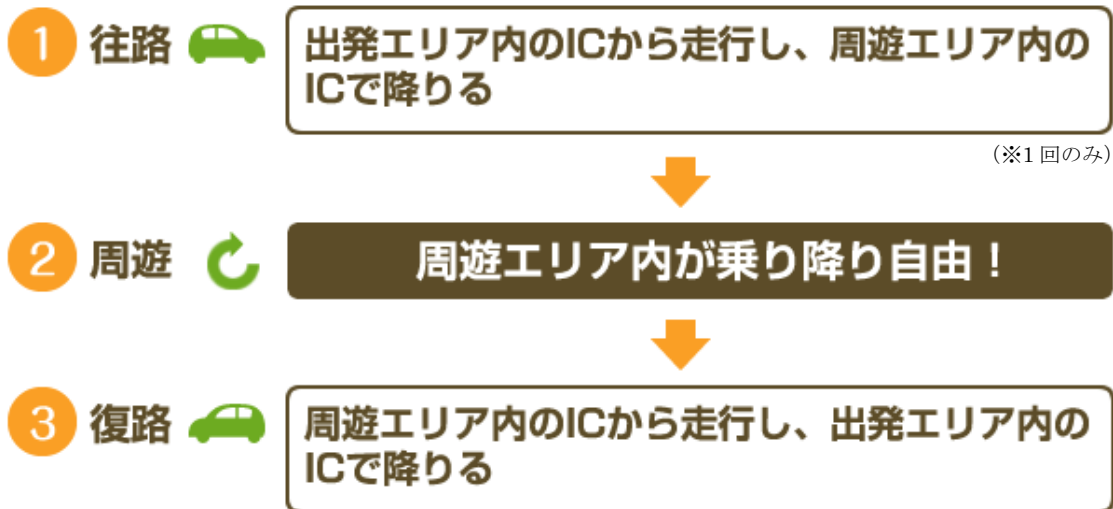 1 往路 出発エリア内のICから走行し、周遊エリア内の
ICで降りる
(※1回のみ)
2 周遊 周遊エリア内が乗り降り自由！
3 復路 周遊エリア内のICから走行し、出発エリア内の
ICで降りる